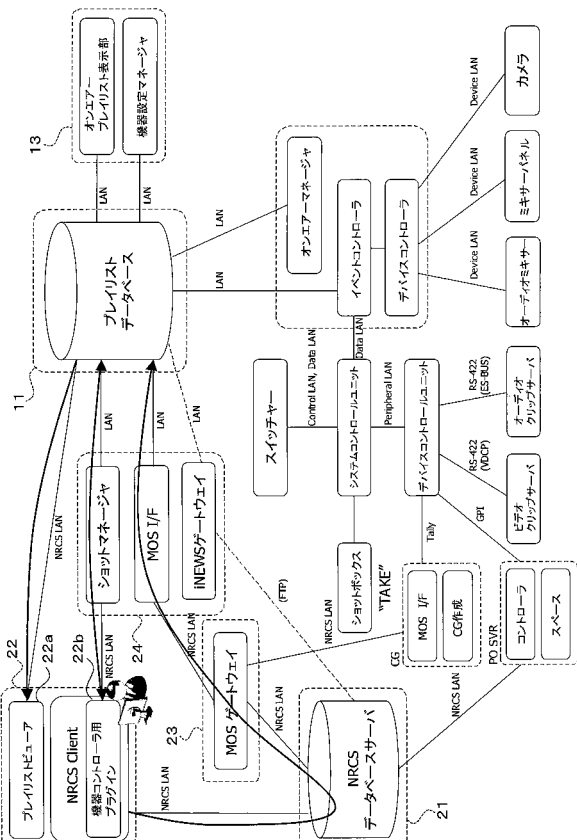 22
プレイリストビューア
22a
NRCS Client
22b
機器コントローラ用
プラグイン
NRCS LAN
NRCS LAN
11
プレイリスト
データベース
LAN
LAN
13
オンエアー
プレイリスト表示部
機器設定マネージャ
LAN
LAN
ショットマネージャ
MOS I/F
iNEWSゲートウェイ
24
LAN
LAN
LAN
NRCS LAN
NRCS LAN
23
MOS ゲートウェイ
NRCS LAN
(FTP)
NRCS LAN
NRCS
データベースサーバ
21
NRCS LAN
オンエアーマネージャ
イベントコントローラ
デバイスコントローラ
Device LAN
Device LAN
Device LAN
カメラ
ミキサーパネル
オーディオミキサー
スイッチャー
Control LAN, Data LAN
Data LAN
システムコントロールユニット
Peripheral LAN
デバイスコントロールユニット
RS-422
(ES-BUS)
RS-422
(VDCP)
オーディオ
クリップサーバ
ビデオ
クリップサーバ
NRCS LAN
ショットボックス
"TAKE"
Tally
GPI
CG
MOS I/F
CG作成
PO SVR
コントローラ
スペース